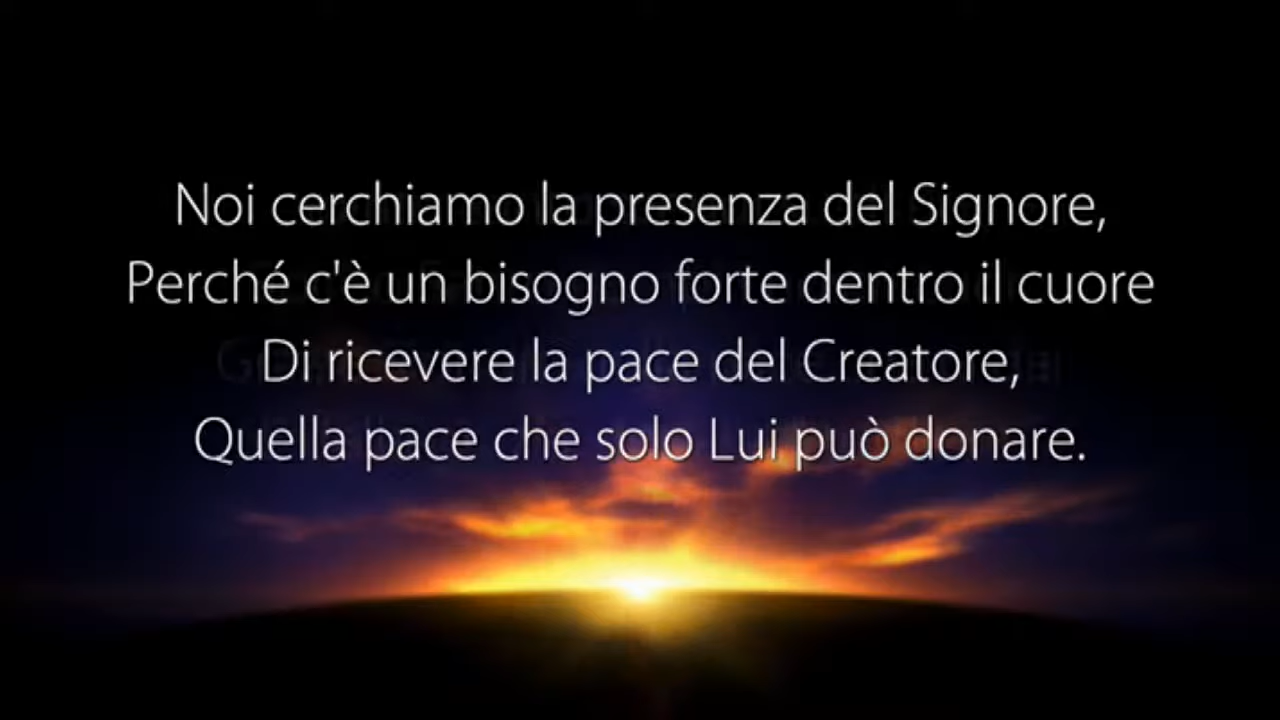 Noi cerchiamo la presenza del Signore,
Perché c'è un bisogno forte dentro il cuore
Di ricevere la pace del Creatore,
Quella pace che solo Lui può donare.